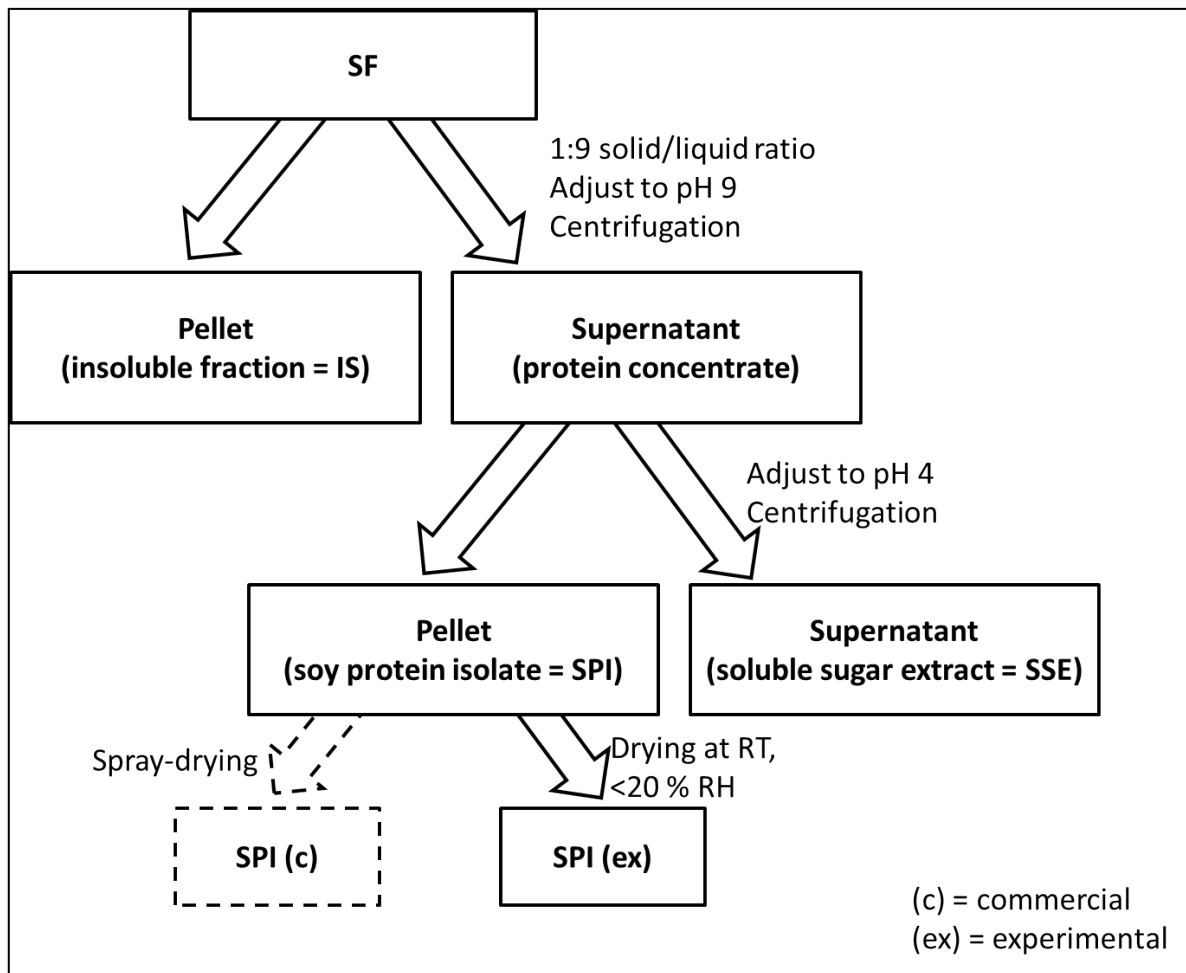 SF
1:9 solid/liquid ratio
Adjust to pH 9
Centrifugation
Pellet
(insoluble fraction = IS)
Supernatant
(protein concentrate)
Adjust to pH 4
Centrifugation
Pellet
(soy protein isolate = SPI)
Supernatant
(soluble sugar extract = SSE)
Spray-drying
Drying at RT,
<20 % RH
SPI (c)
SPI (ex)
(c) = commercial
(ex) = experimental